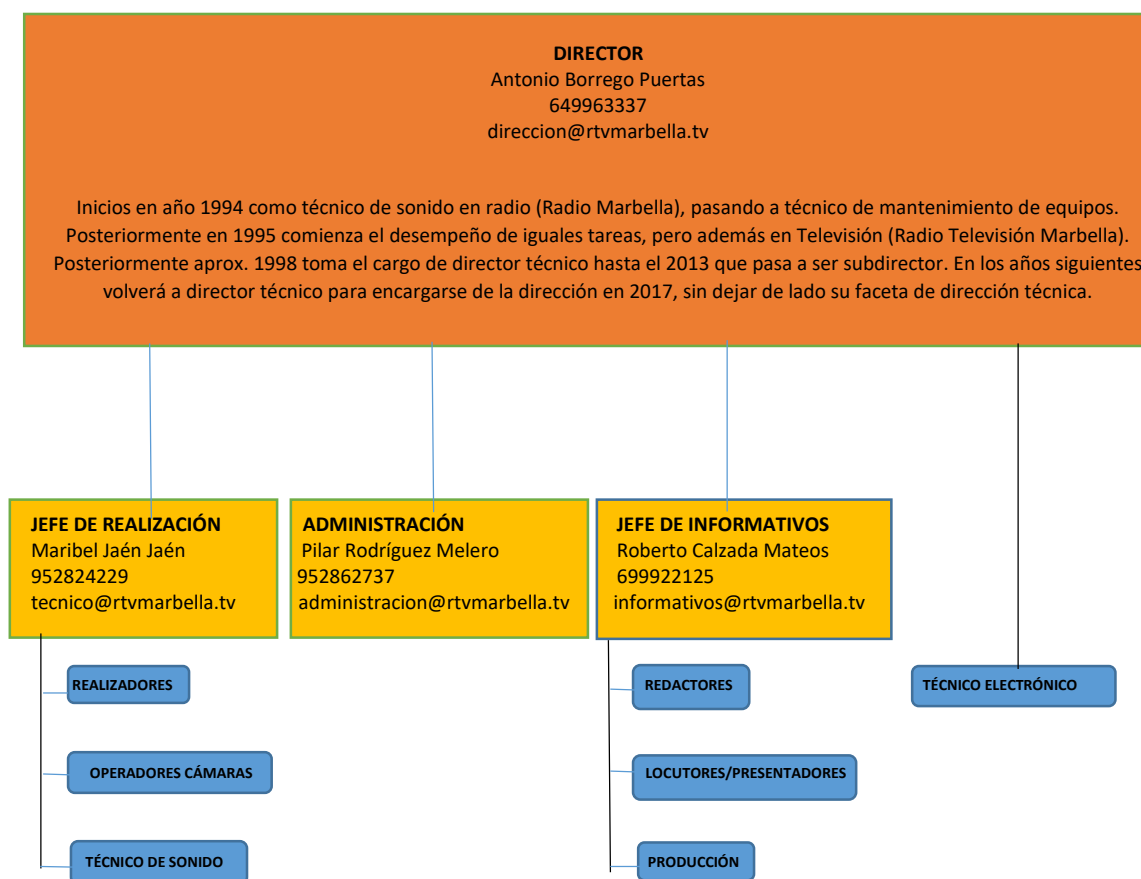 DIRECTOR
Antonio Borrego Puertas
649963337
direccion@rtvmarbella.tv
Inicios en año 1994 como técnico de sonido en radio (Radio Marbella), pasando a técnico de mantenimiento de equipos.
Posteriormente en 1995 comienza el desempeño de iguales tareas, pero además en Televisión (Radio Televisión Marbella).
Posteriormente aprox. 1998 toma el cargo de director técnico hasta el 2013 que pasa a ser subdirector. En los años siguientes
volverá a director técnico para encargarse de la dirección en 2017, sin dejar de lado su faceta de dirección técnica.
JEFE DE REALIZACIÓN
Maribel Jaén Jaén
952824229
tecnico@rtvmarbella.tv
ADMINISTRACIÓN
Pilar Rodríguez Melero
952862737
administracion@rtvmarbella.tv
JEFE DE INFORMATIVOS
Roberto Calzada Mateos
699922125
informativos@rtvmarbella.tv
REALIZADORES
OPERADORES CÁMARAS
TÉCNICO DE SONIDO
REDACTORES
LOCUTORES/PRESENTADORES
PRODUCCIÓN
TÉCNICO ELECTRÓNICO